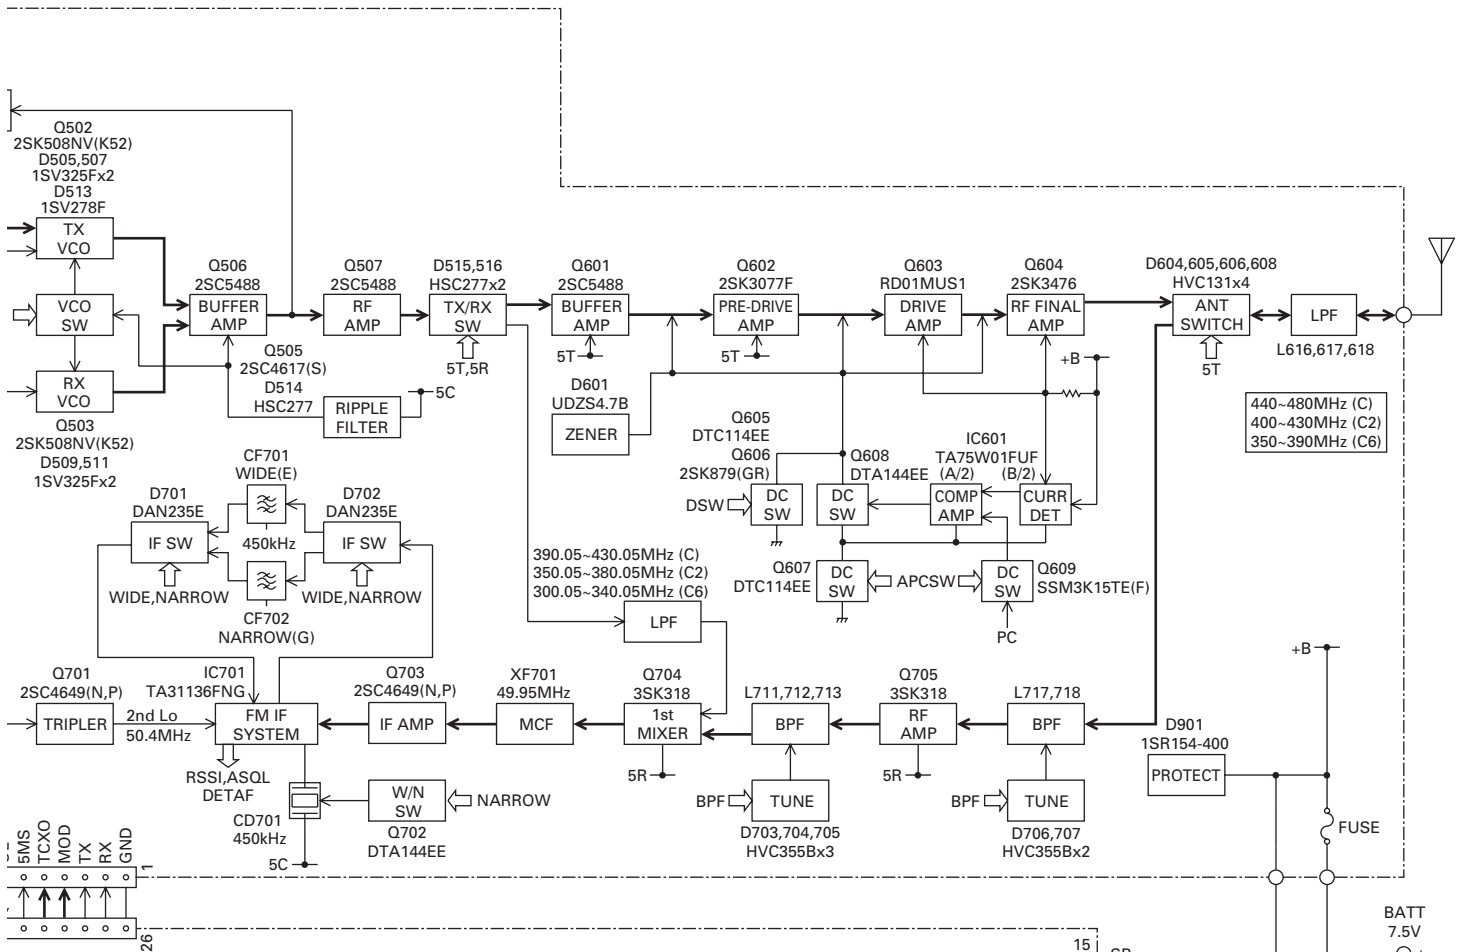 Q502
2SK508NV(K52)
D505,507
1SV325Fx2
D513
1SV278F
TX
VCO
VCO
SW
RX
VCO
Q503
2SK508NV(K52)
D509,511
1SV325Fx2
Q506
2SC5488
BUFFER
AMP
Q505
2SC4617(S)
D514
HSC277
RIPPLE
FILTER
5C
Q507
2SC5488
RF
AMP
D515,516
HSC277x2
TX/RX
SW
5T,5R
Q601
2SC5488
BUFFER
AMP
5T
D601
UDZS4.7B
ZENER
Q602
2SK3077F
PRE-DRIVE
AMP
5T
Q603
RD01MUS1
DRIVE
AMP
Q604
2SK3476
RF FINAL
AMP
+B
D604,605,606,608
HVC131x4
ANT
SWITCH
5T
LPF
L616,617,618
440~480MHz (C)
400~430MHz (C2)
350~390MHz (C6)
Q605
DTC114EE
Q606
2SK879(GR)
DSW
DC
SW
Q608
DTA144EE
DC
SW
IC601
TA75W01FUF
(A/2)
(B/2)
COMP
AMP
CURR
DET
Q607
DTC114EE
DC
SW
APCSW
DC
SW
Q609
SSM3K15TE(F)
PC
CF701
WIDE(E)
450kHz
D701
DAN235E
IF SW
WIDE,NARROW
D702
DAN235E
IF SW
WIDE,NARROW
CF702
NARROW(G)
390.05~430.05MHz (C)
350.05~380.05MHz (C2)
300.05~340.05MHz (C6)
LPF
Q701
2SC4649(N,P)
TRIPLER
2nd Lo
50.4MHz
IC701
TA31136FNG
FM IF
SYSTEM
RSSI,ASQL
DETAF
Q703
2SC4649(N,P)
IF AMP
XF701
49.95MHz
MCF
Q704
3SK318
1st
MIXER
5R
L711,712,713
BPF
Q705
3SK318
RF
AMP
5R
L717,718
BPF
CD701
450kHz
5C
W/N
SW
NARROW
Q702
DTA144EE
BPF
TUNE
D703,704,705
HVC355Bx3
BPF
TUNE
D706,707
HVC355Bx2
D901
1SR154-400
PROTECT
+B
FUSE
5MS
TCXO
MOD
TX
RX
GND
1
26
15
BATT
7.5V
+